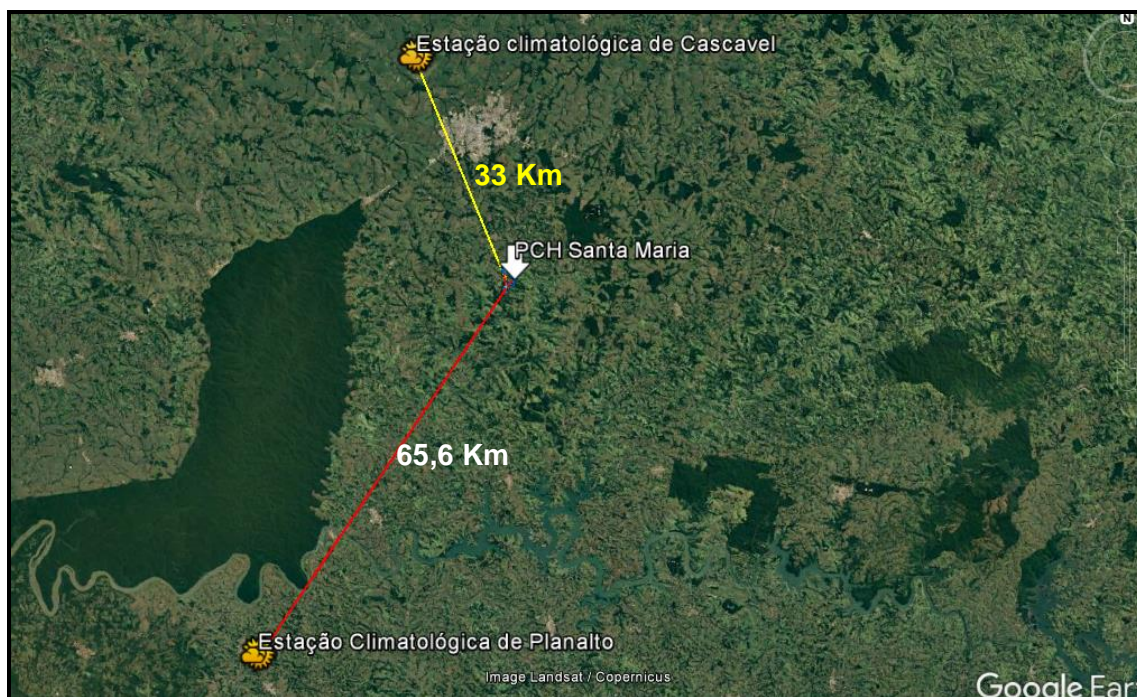 N
Estação climatológica de Cascavel
33 Km
PCH Santa Maria
65,6 Km
Estação Climatológica de Planalto
Image Landsat / Copernicus
Google Ear